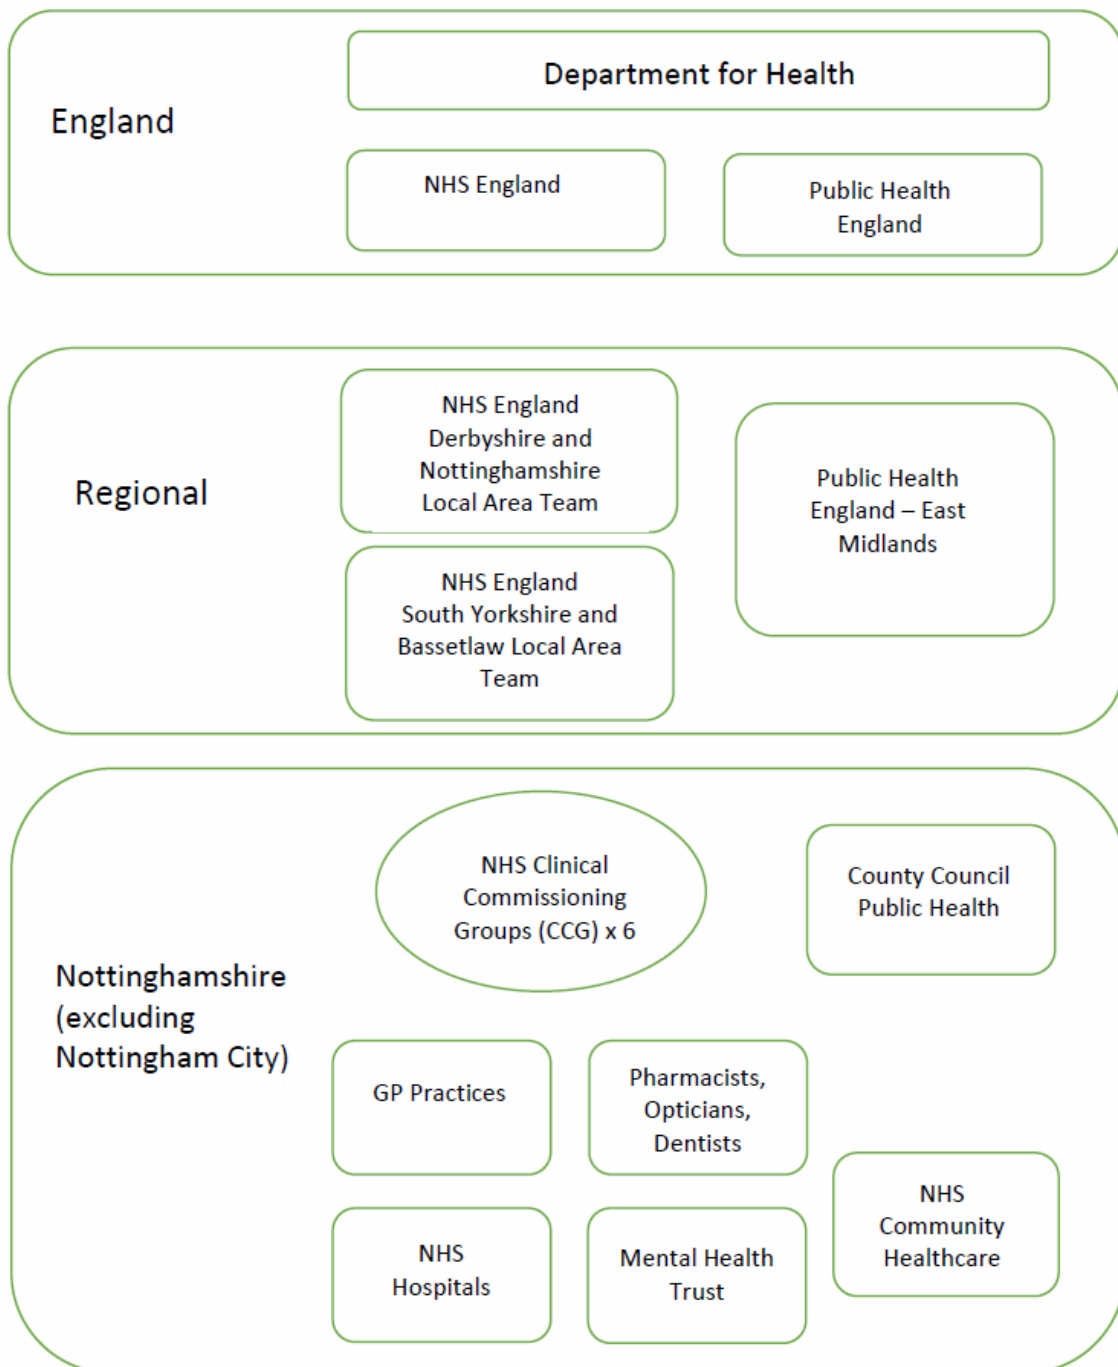 England
Department for Health
NHS England
Public Health
England
Regional
NHS England
Derbyshire and
Nottinghamshire
Local Area Team
Public Health
England – East
Midlands
NHS England
South Yorkshire and
Bassetlaw Local Area
Team
Nottinghamshire
(excluding
Nottingham City)
NHS Clinical
Commissioning
Groups (CCG) x 6
County Council
Public Health
GP Practices
Pharmacists,
Opticians,
Dentists
NHS
Hospitals
Mental Health
Trust
NHS
Community
Healthcare